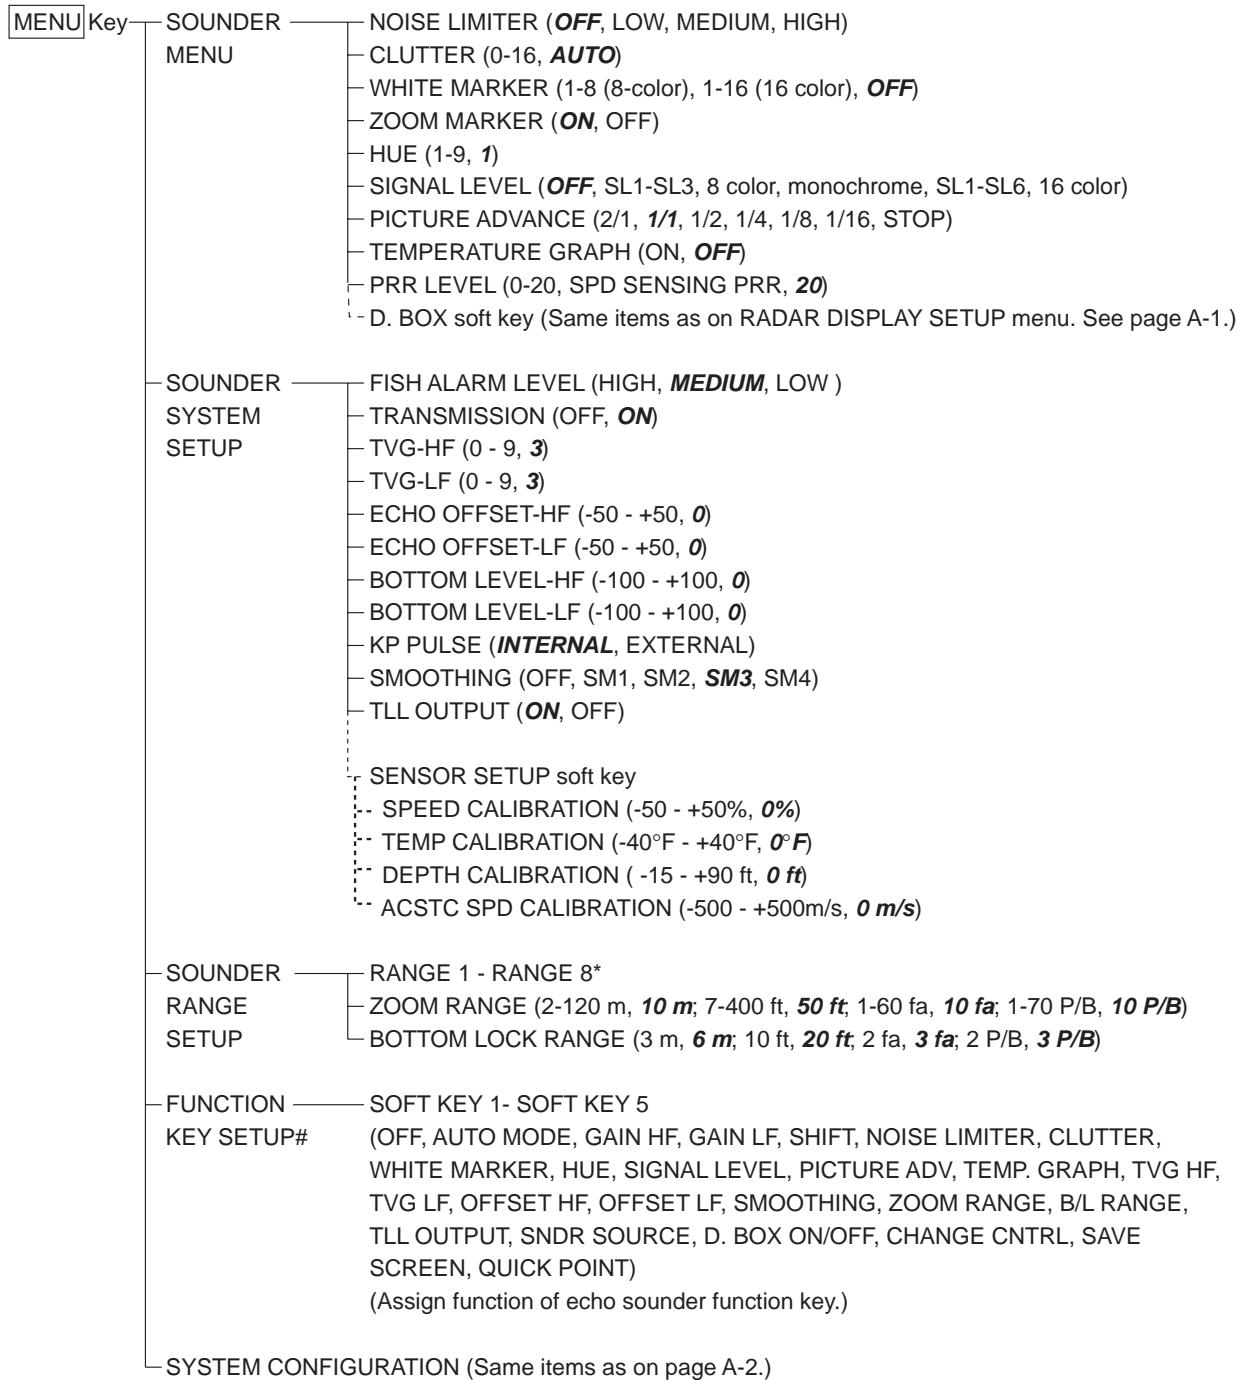 MENU Key SOUNDER NOISE LIMITER (OFF, LOW, MEDIUM, HIGH)
MENU CLUTTER (0-16, AUTO)
WHITE MARKER (1-8 (8-color), 1-16 (16 color), OFF)
ZOOM MARKER (ON, OFF)
HUE (1-9, 1)
SIGNAL LEVEL (OFF, SL1-SL3, 8 color, monochrome, SL1-SL6, 16 color)
PICTURE ADVANCE (2/1, 1/1, 1/2, 1/4, 1/8, 1/16, STOP)
TEMPERATURE GRAPH (ON, OFF)
PRR LEVEL (0-20, SPD SENSING PRR, 20)
D. BOX soft key (Same items as on RADAR DISPLAY SETUP menu. See page A-1.)
SOUNDER FISH ALARM LEVEL (HIGH, MEDIUM, LOW )
SYSTEM TRANSMISSION (OFF, ON)
SETUP TVG-HF (0 - 9, 3)
TVG-LF (0 - 9, 3)
ECHO OFFSET-HF (-50 - +50, 0)
ECHO OFFSET-LF (-50 - +50, 0)
BOTTOM LEVEL-HF (-100 - +100, 0)
BOTTOM LEVEL-LF (-100 - +100, 0)
KP PULSE (INTERNAL, EXTERNAL)
SMOOTHING (OFF, SM1, SM2, SM3, SM4)
TLL OUTPUT (ON, OFF)
SENSOR SETUP soft key
SPEED CALIBRATION (-50 - +50%, 0%)
TEMP CALIBRATION (-40°F - +40°F, 0°F)
DEPTH CALIBRATION ( -15 - +90 ft, 0 ft)
ACSTC SPD CALIBRATION (-500 - +500m/s, 0 m/s)
SOUNDER RANGE 1 - RANGE 8*
RANGE ZOOM RANGE (2-120 m, 10 m; 7-400 ft, 50 ft; 1-60 fa, 10 fa; 1-70 P/B, 10 P/B)
SETUP BOTTOM LOCK RANGE (3 m, 6 m; 10 ft, 20 ft; 2 fa, 3 fa; 2 P/B, 3 P/B)
FUNCTION SOFT KEY 1- SOFT KEY 5
KEY SETUP# (OFF, AUTO MODE, GAIN HF, GAIN LF, SHIFT, NOISE LIMITER, CLUTTER,
WHITE MARKER, HUE, SIGNAL LEVEL, PICTURE ADV, TEMP. GRAPH, TVG HF,
TVG LF, OFFSET HF, OFFSET LF, SMOOTHING, ZOOM RANGE, B/L RANGE,
TLL OUTPUT, SNDR SOURCE, D. BOX ON/OFF, CHANGE CNTRL, SAVE
SCREEN, QUICK POINT)
(Assign function of echo sounder function key.)
SYSTEM CONFIGURATION (Same items as on page A-2.)